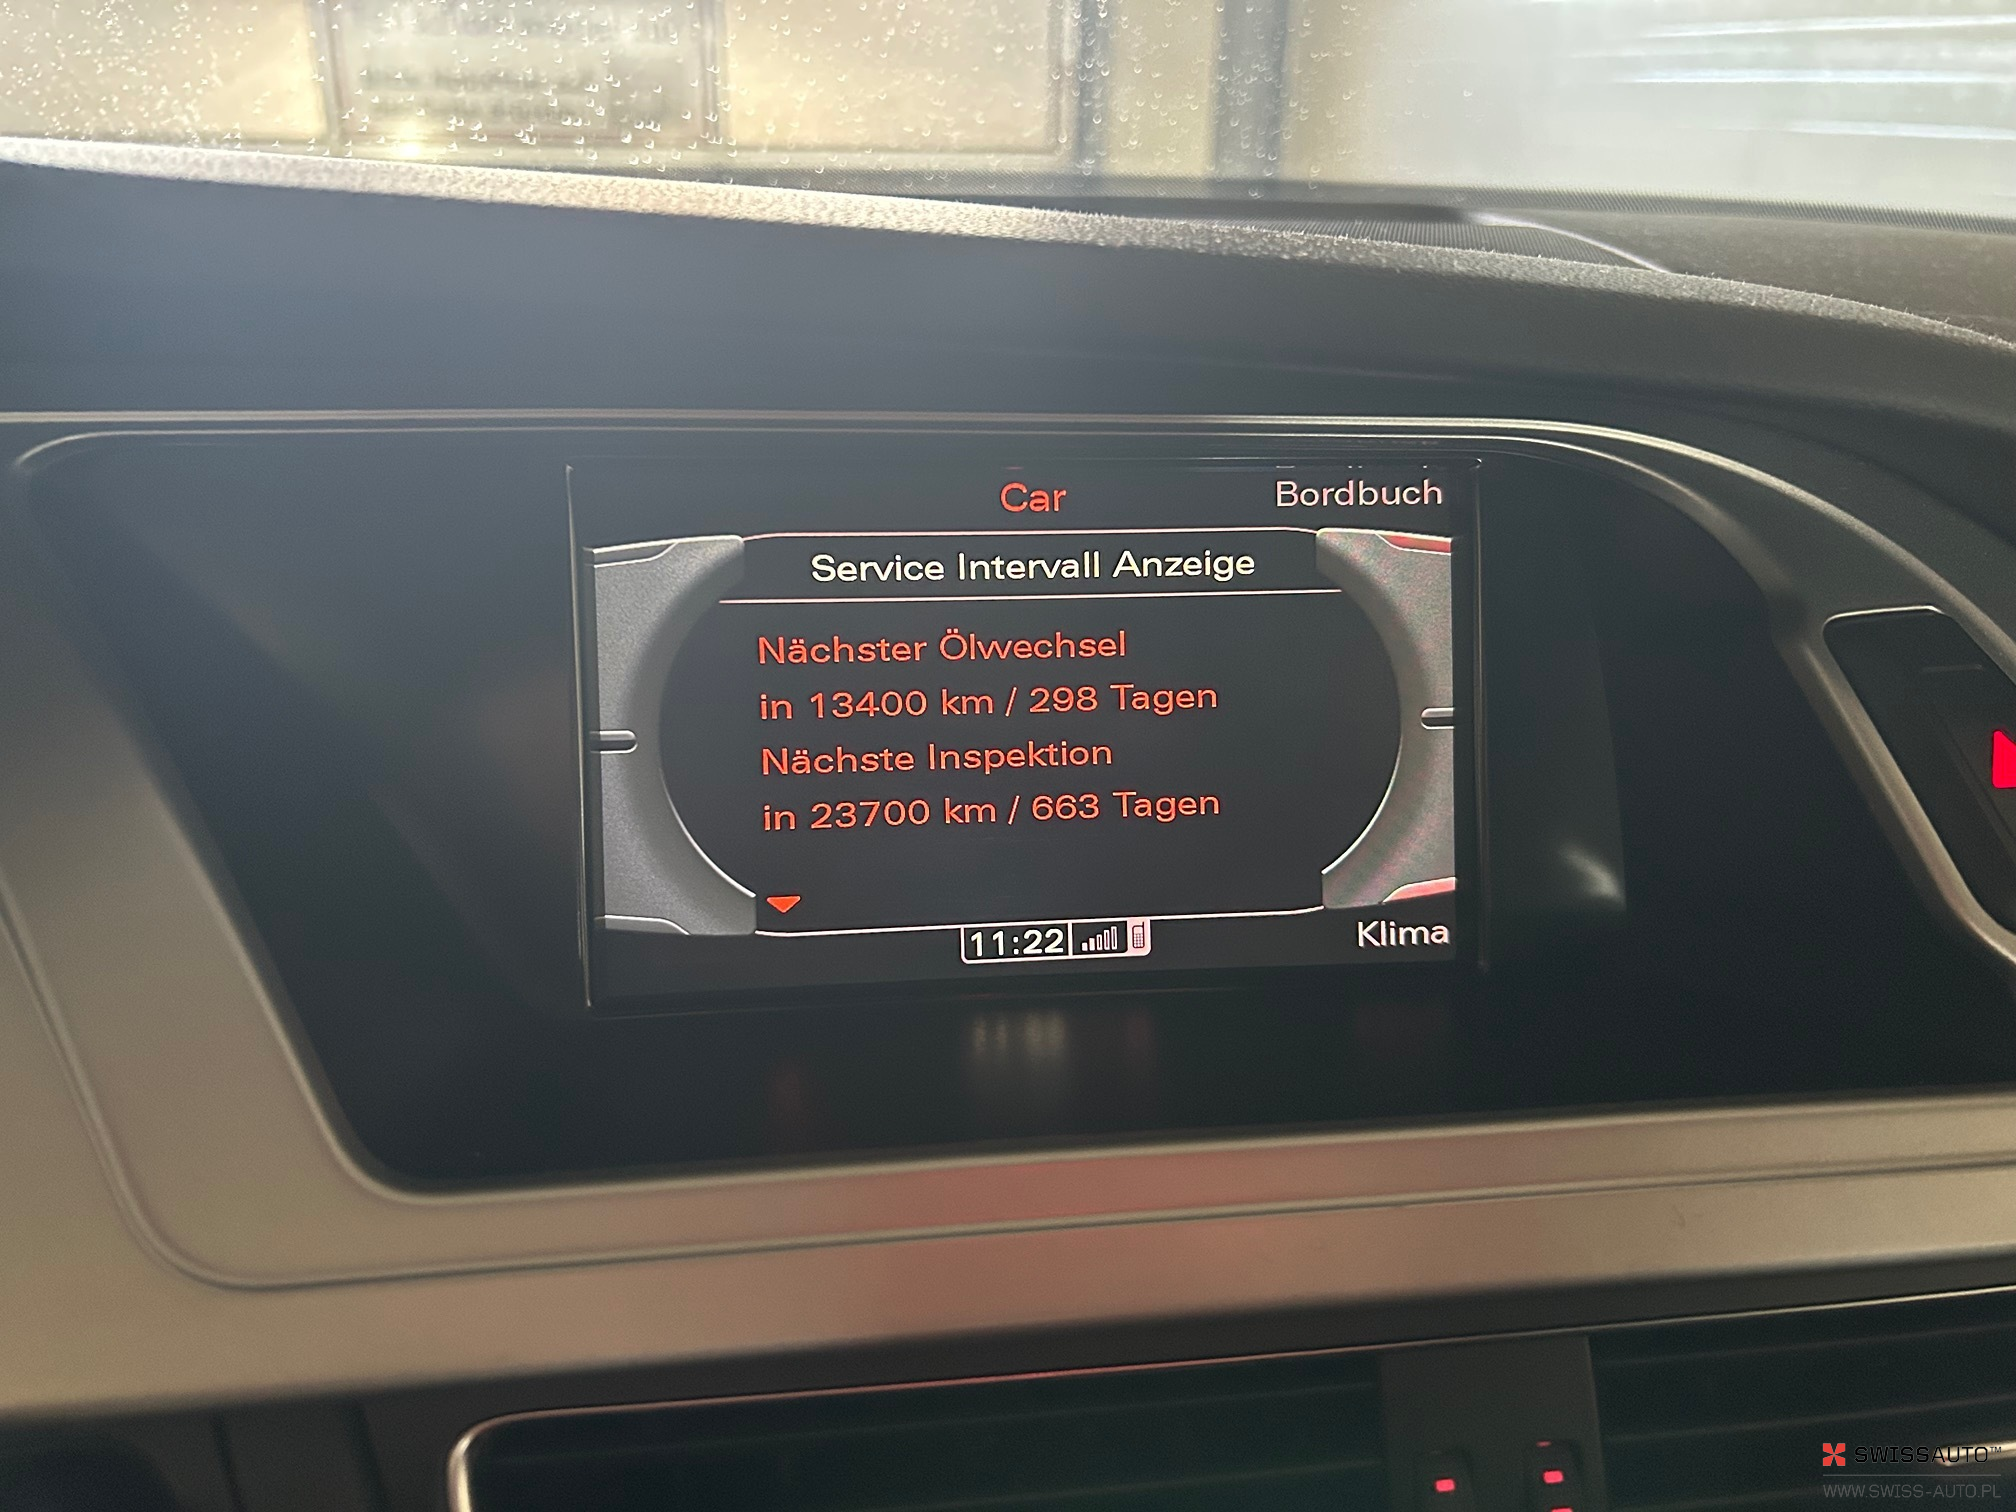 Car
Bordbuch
Service Intervall Anzeige
Nächster Ölwechsel
in 13400 km / 298 Tagen
Nächste Inspektion
in 23700 km / 663 Tagen
11:22
Klima
SWISSAUTO™
WWW.SWISS-AUTO.PL